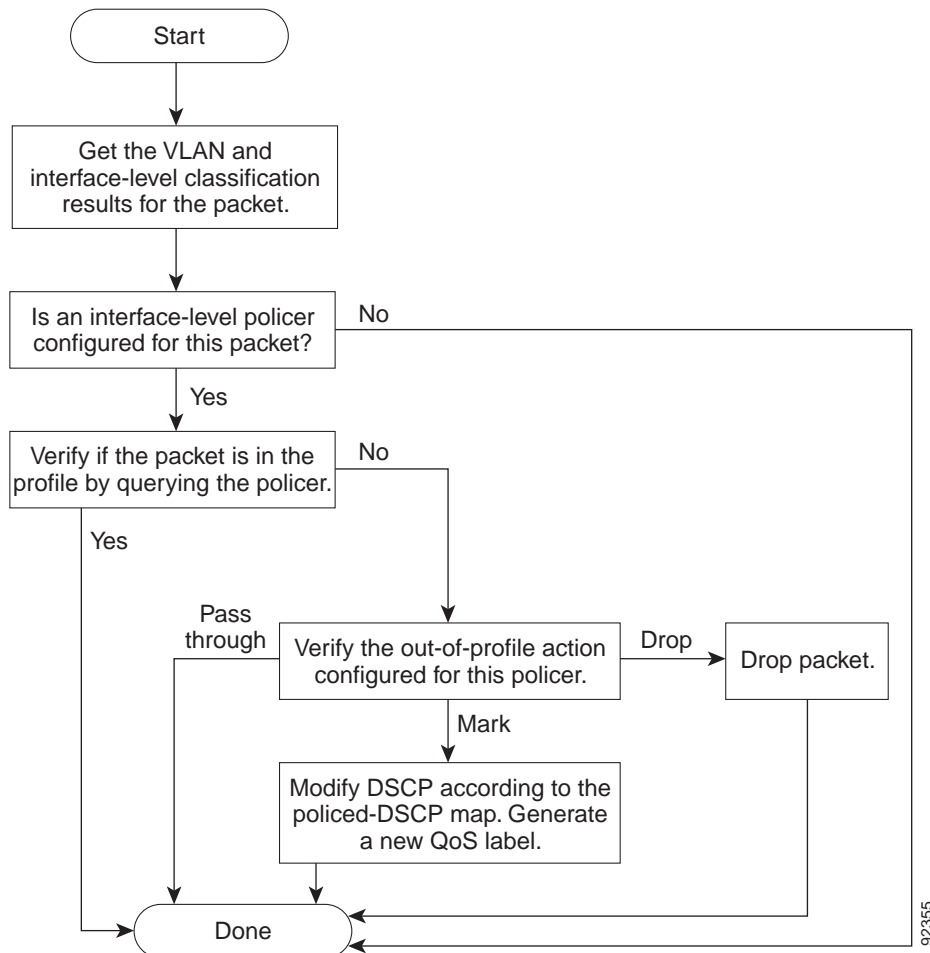 Start
Get the VLAN and
interface-level classification
results for the packet.
Is an interface-level policer
configured for this packet?
No
Yes
Verify if the packet is in the
profile by querying the policer.
No
Yes
Pass
through
Verify the out-of-profile action
configured for this policer.
Drop
Drop packet.
Mark
Modify DSCP according to the
policed-DSCP map. Generate
a new QoS label.
Done
92355